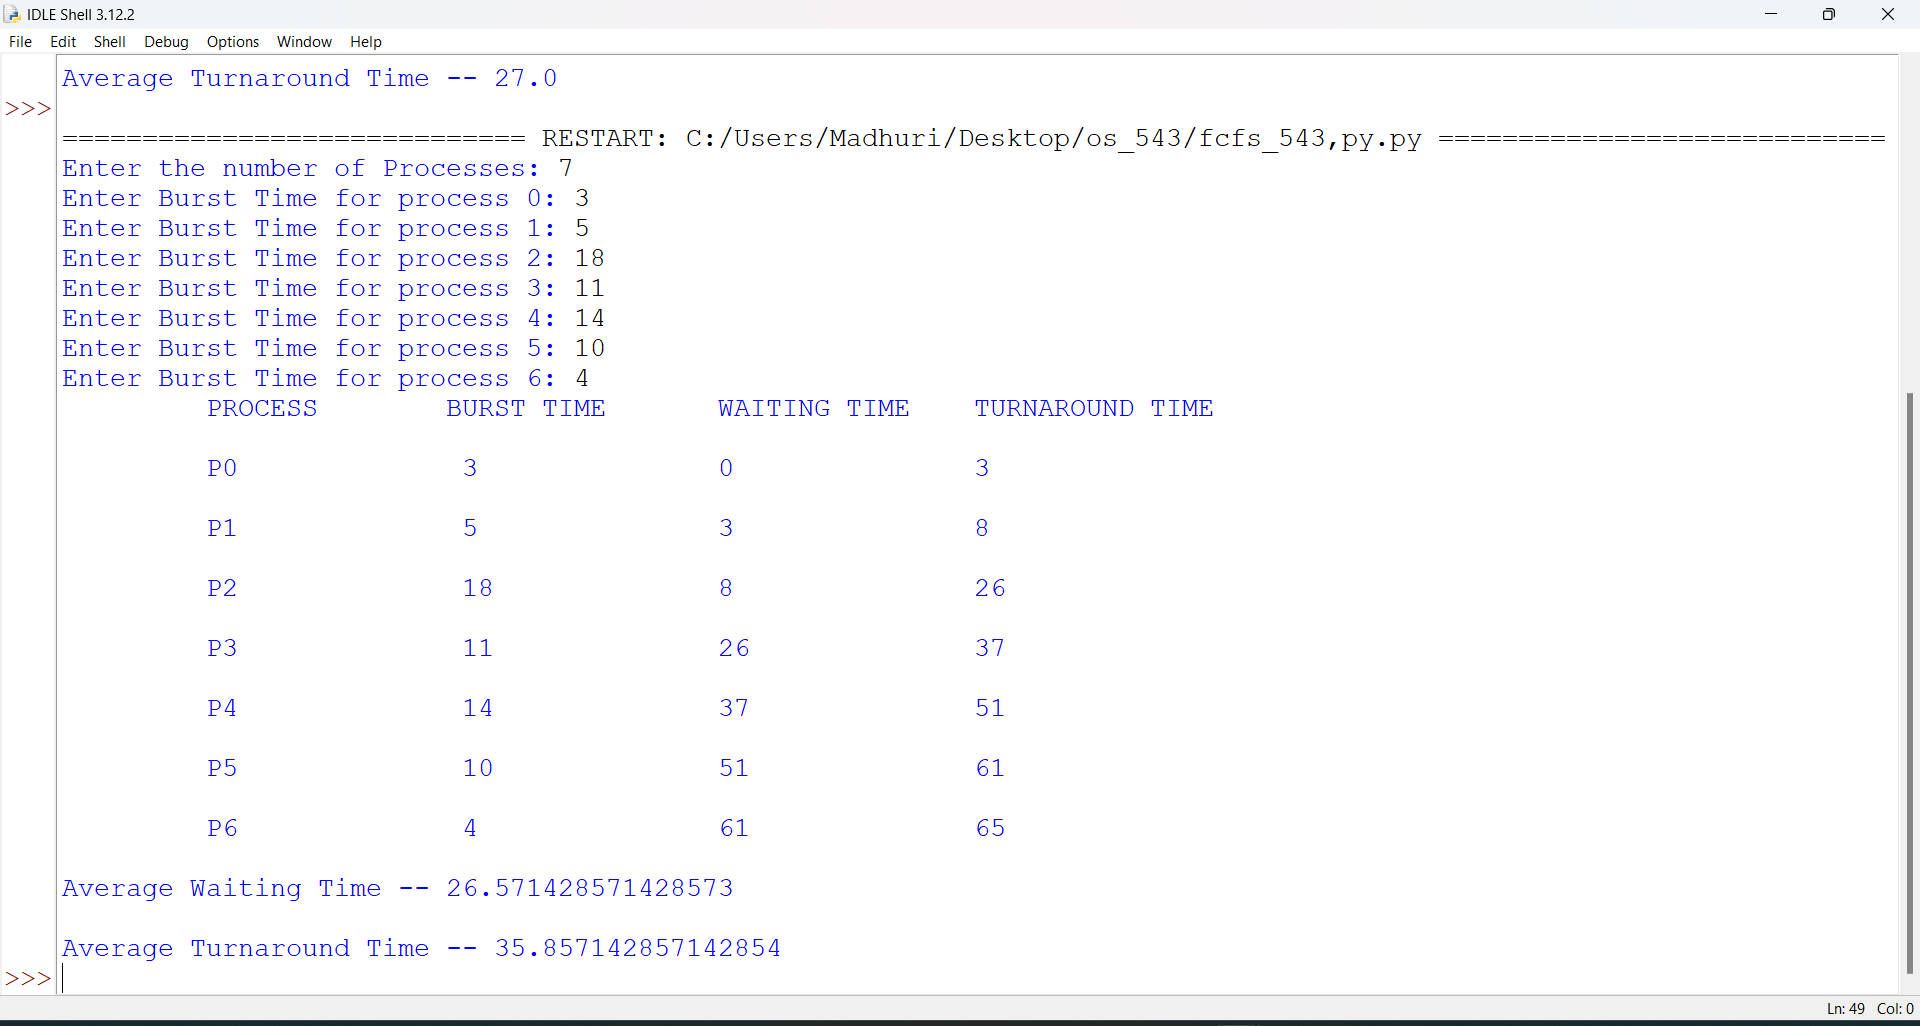 IDLE Shell 3.12.2
File Edit Shell Debug Options Window Help
Average Turnaround Time -- 27.0
>>>
============================= RESTART: C:/Users/Madhuri/Desktop/os_543/fcfs_543,py.py ============================
Enter the number of Processes: 7
Enter Burst Time for process 0: 3
Enter Burst Time for process 1: 5
Enter Burst Time for process 2: 18
Enter Burst Time for process 3: 11
Enter Burst Time for process 4: 14
Enter Burst Time for process 5: 10
Enter Burst Time for process 6: 4
PROCESS BURST TIME WAITING TIME TURNAROUND TIME
P0 3 0 3
P1 5 3 8
P2 18 8 26
P3 11 26 37
P4 14 37 51
P5 10 51 61
P6 4 61 65
Average Waiting Time -- 26.571428571428573
Average Turnaround Time -- 35.857142857142854
>>>
Ln: 49 Col: 0